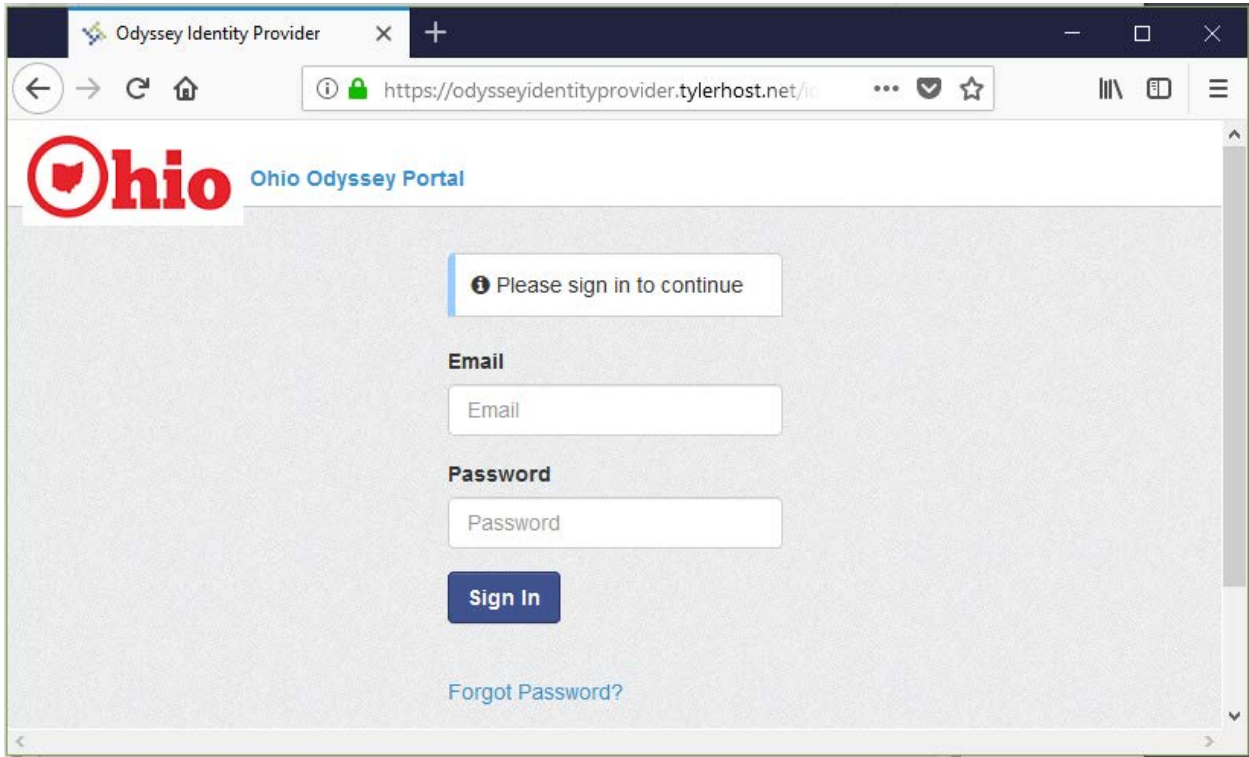 Odyssey Identity Provider
https://odysseyidentityprovider.tylerhost.net/
Ohio
Ohio Odyssey Portal
Please sign in to continue
Email
Email
Password
Password
Sign In
Forgot Password?